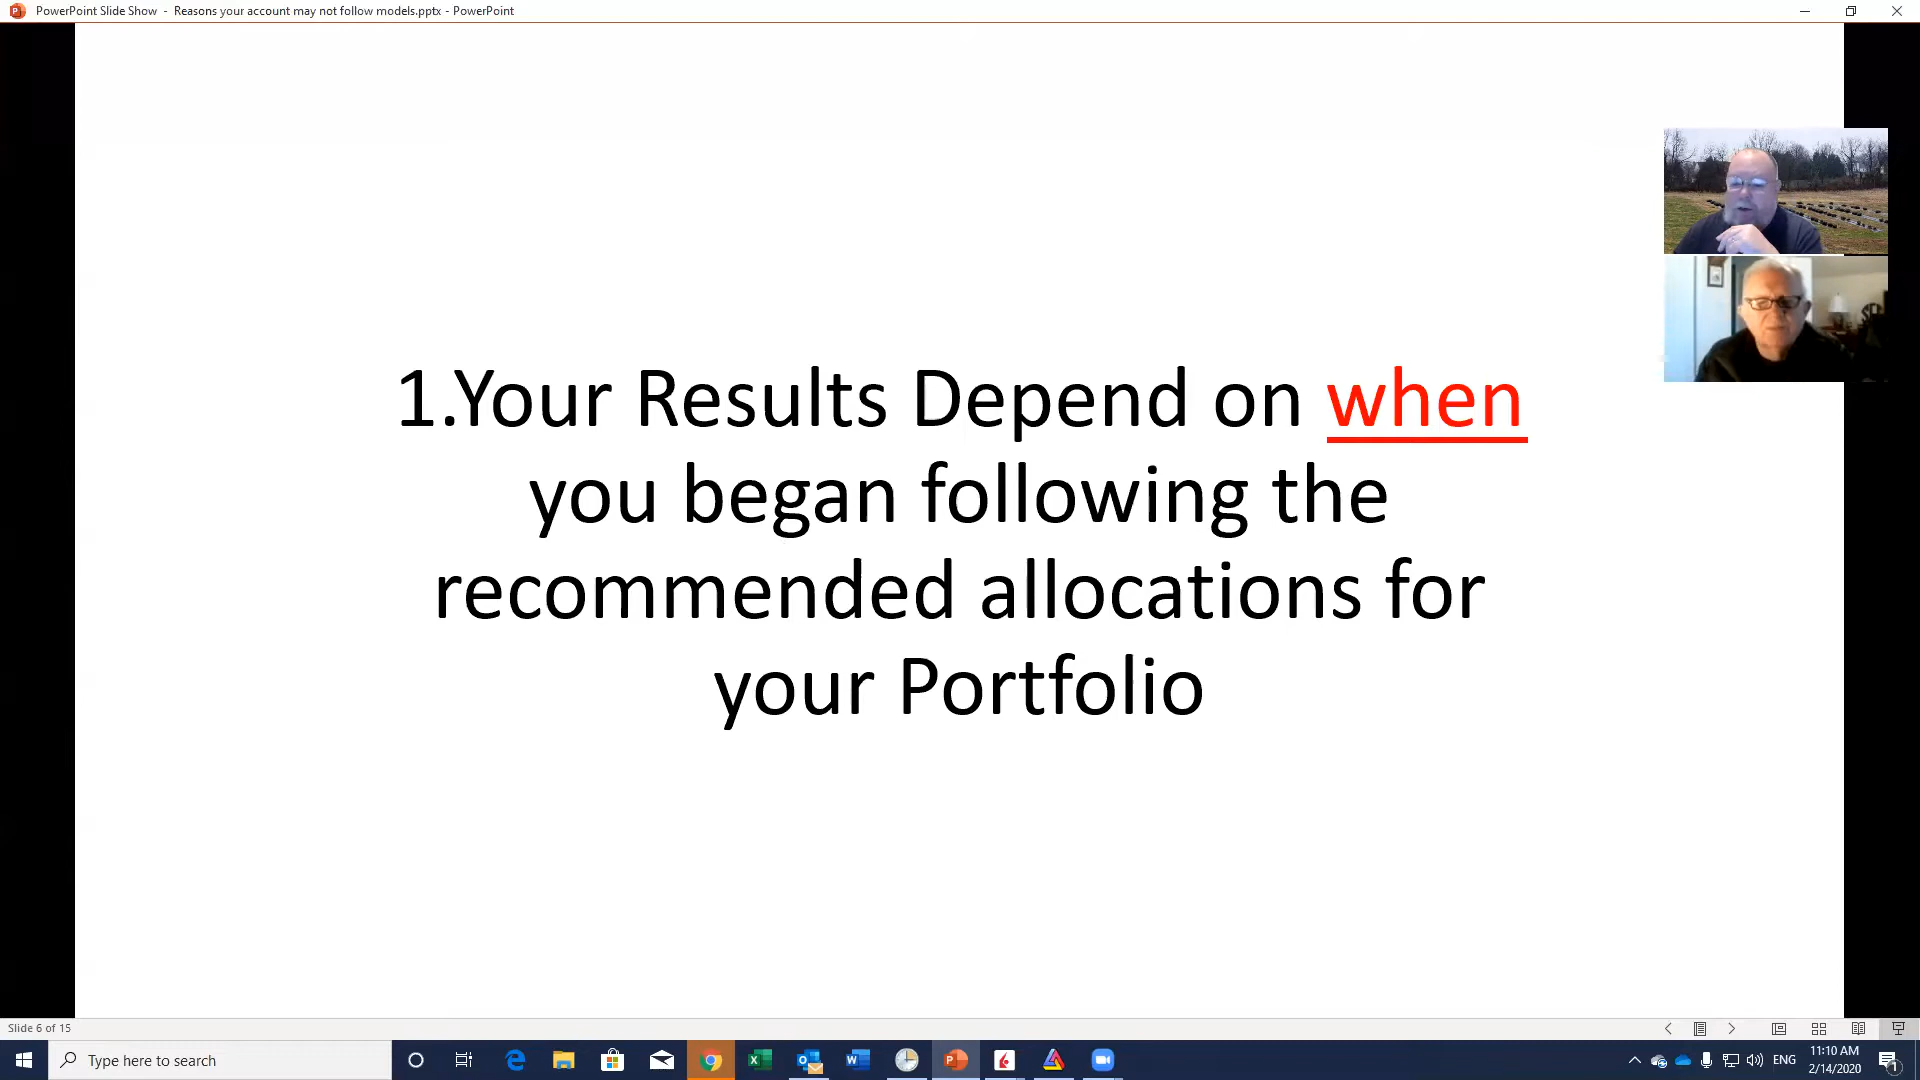 PowerPoint Slide Show - Reasons your account may not follow models.pptx - PowerPoint
1.Your Results Depend on when
you began following the
recommended allocations for
your Portfolio
Slide 6 of 15
Type here to search
ENG
11:10 AM
2/14/2020
1